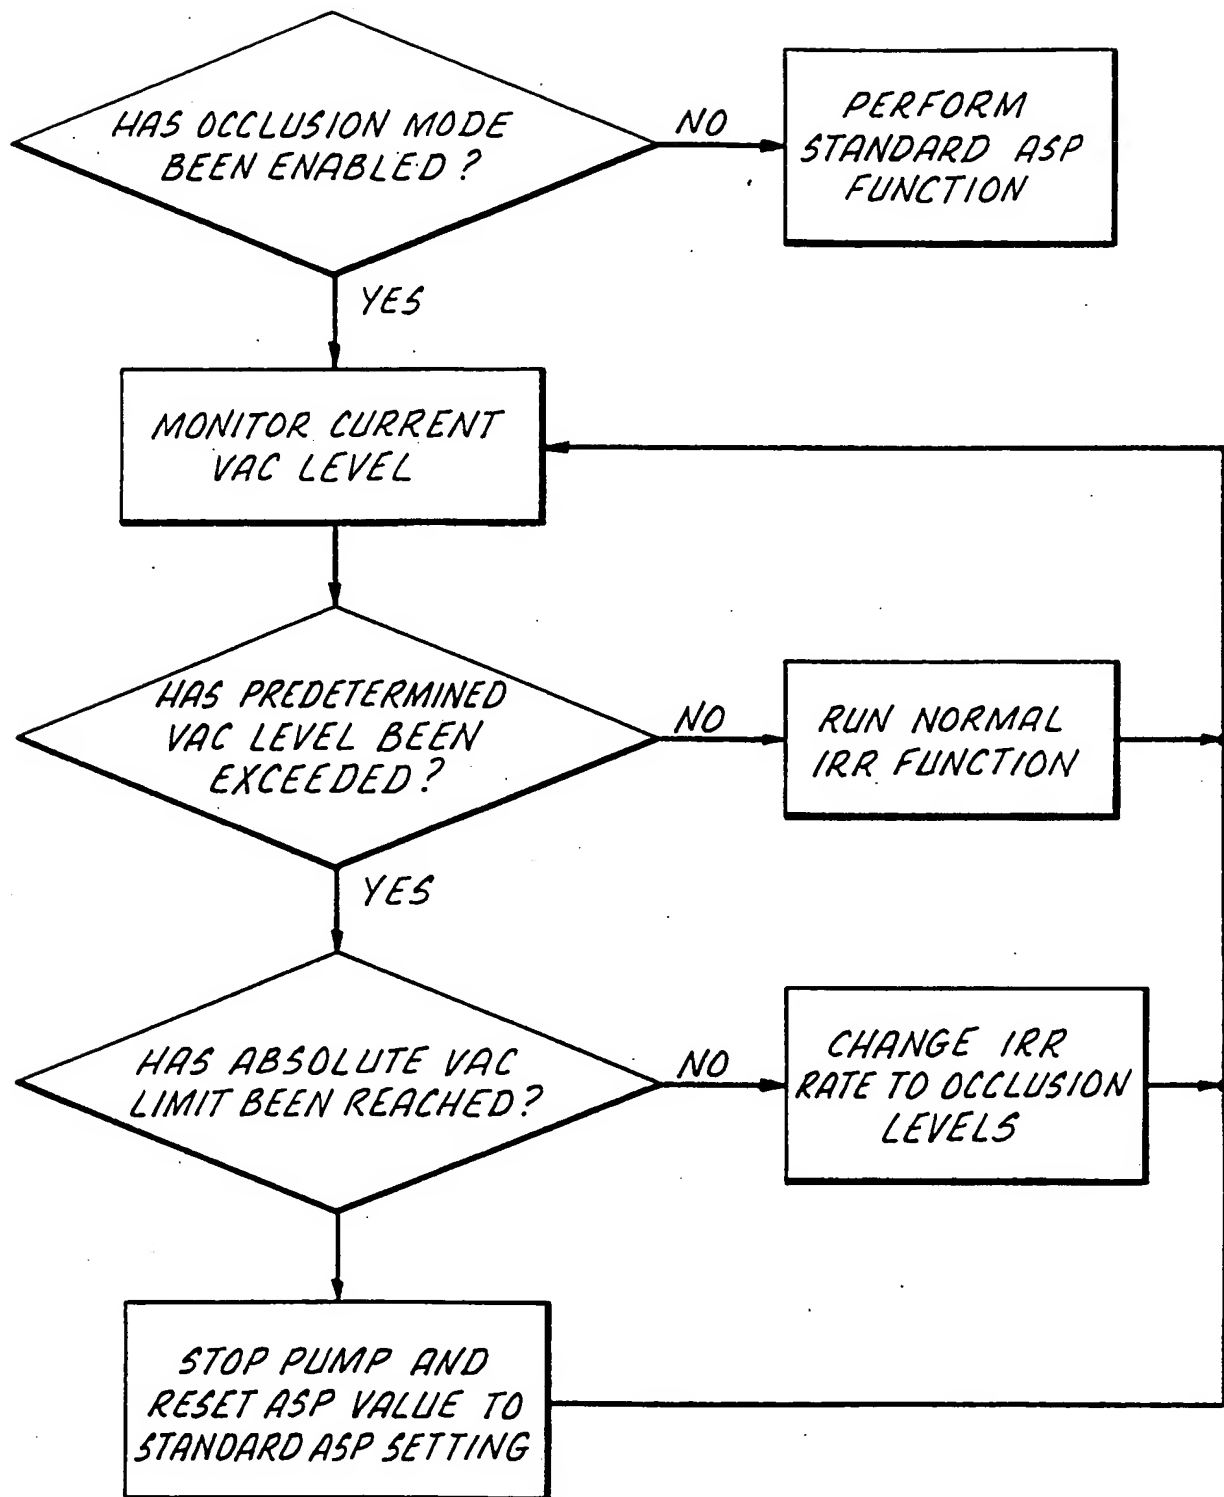 HAS OCCLUSION MODE
BEEN ENABLED?
NO
PERFORM
STANDARD ASP
FUNCTION
YES
MONITOR CURRENT
VAC LEVEL
HAS PREDETERMINED
VAC LEVEL BEEN
EXCEEDED?
NO
RUN NORMAL
IRR FUNCTION
YES
HAS ABSOLUTE VAC
LIMIT BEEN REACHED?
NO
CHANGE IRR
RATE TO OCCLUSION
LEVELS
STOP PUMP AND
RESET ASP VALUE TO
STANDARD ASP SETTING